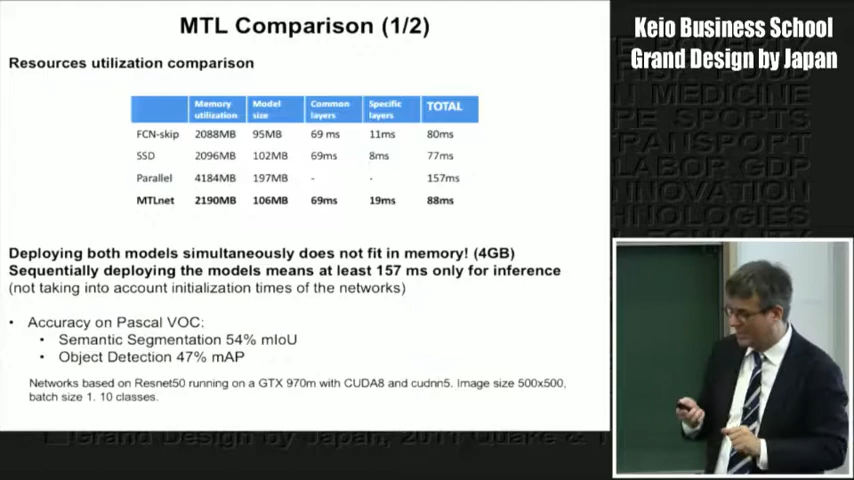 MTL Comparison (1/2)
Keio Business School
Grand Design by Japan
Resources utilization comparison
Memory utilization Model size Common layers Specific layers TOTAL
FCN-skip 2088MB 95MB 69 ms 11ms 80ms
SSD 2096MB 102MB 69ms 8ms 77ms
Parallel 4184MB 197MB - - 157ms
MTLnet 2190MB 106MB 69ms 19ms 88ms
Deploying both models simultaneously does not fit in memory! (4GB)
Sequentially deploying the models means at least 157 ms only for inference
(not taking into account initialization times of the networks)
• Accuracy on Pascal VOC:
• Semantic Segmentation 54% mIoU
• Object Detection 47% mAP
Networks based on Resnet50 running on a GTX 970m with CUDA8 and cudnn5. Image size 500x500,
batch size 1. 10 classes.
MEDICINE
SPORTS
TRANSPORT
LABOR GDP
INNOVATION
Grand Design by Japan, 2011 Quake &